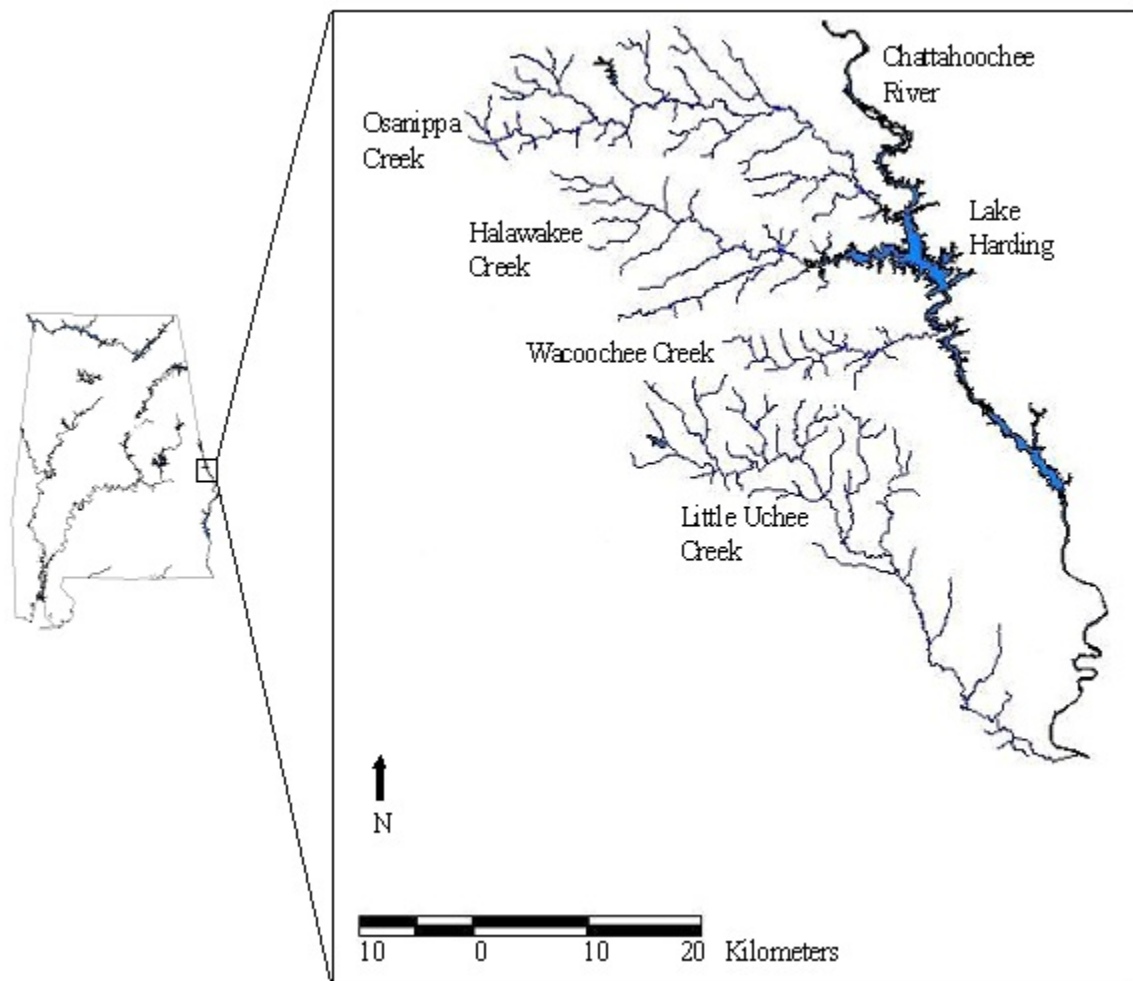 Chattahoochee
River
Osanippa
Creek
Lake
Harding
Halawakee
Creek
Wacoochee Creek
Little Uchee
Creek
N
10 0 10 20 Kilometers